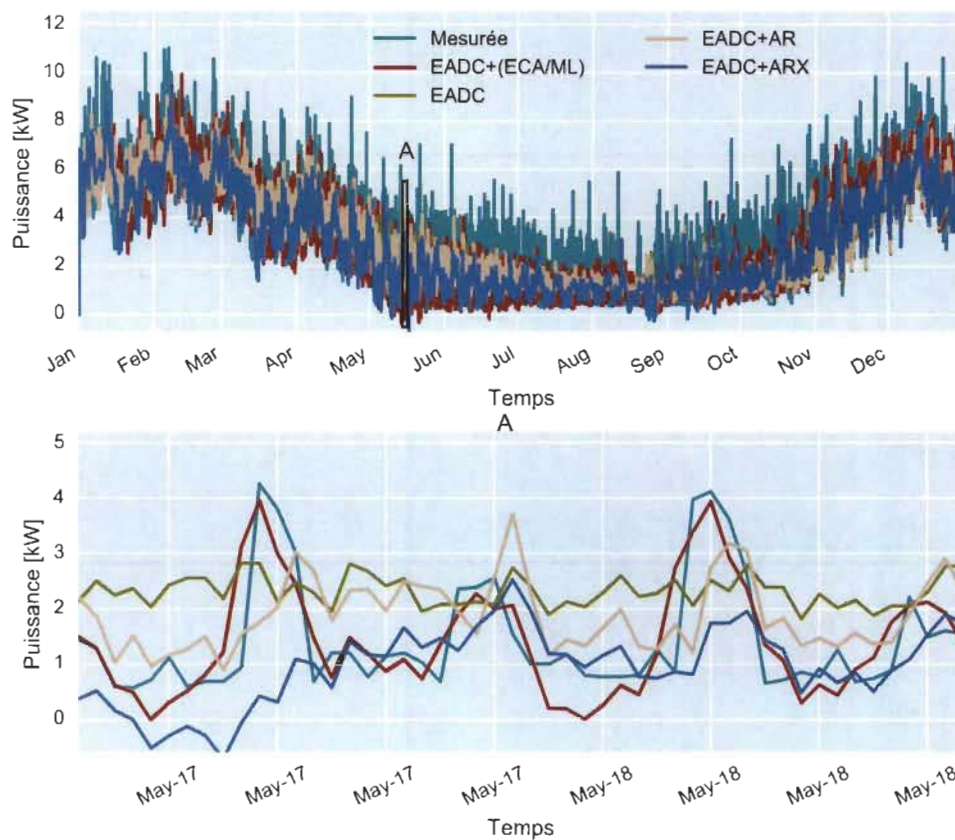 12
10
8
6
4
2
0
Puissance [kW]
Mesurée
EADC+(ECA/ML)
EADC
EADC+AR
EADC+ARX
A
Jan
Feb
Mar
Apr
May
Jun
Jul
Aug
Sep
Oct
Nov
Dec
Temps
A
5
4
3
2
1
0
Puissance [kW]
May-17
May-17
May-17
May-17
May-18
May-18
May-18
May-18
Temps